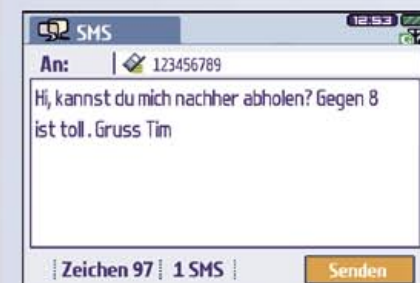 SMS
12:53
An: 123456789
Hi, kannst du mich nachher abholen? Gegen 8
ist toll. Gruss Tim
Zeichen 97 1 SMS Senden